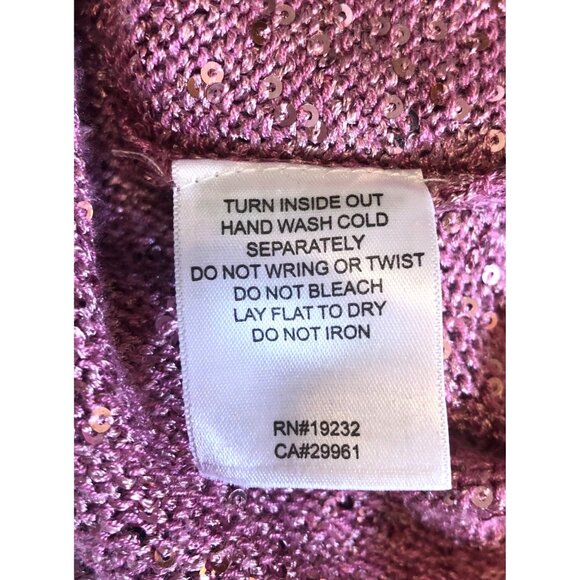 TURN INSIDE OUT
HAND WASH COLD
SEPARATELY
DO NOT WRING OR TWIST
DO NOT BLEACH
LAY FLAT TO DRY
DO NOT IRON
RN#19232
CA#29961